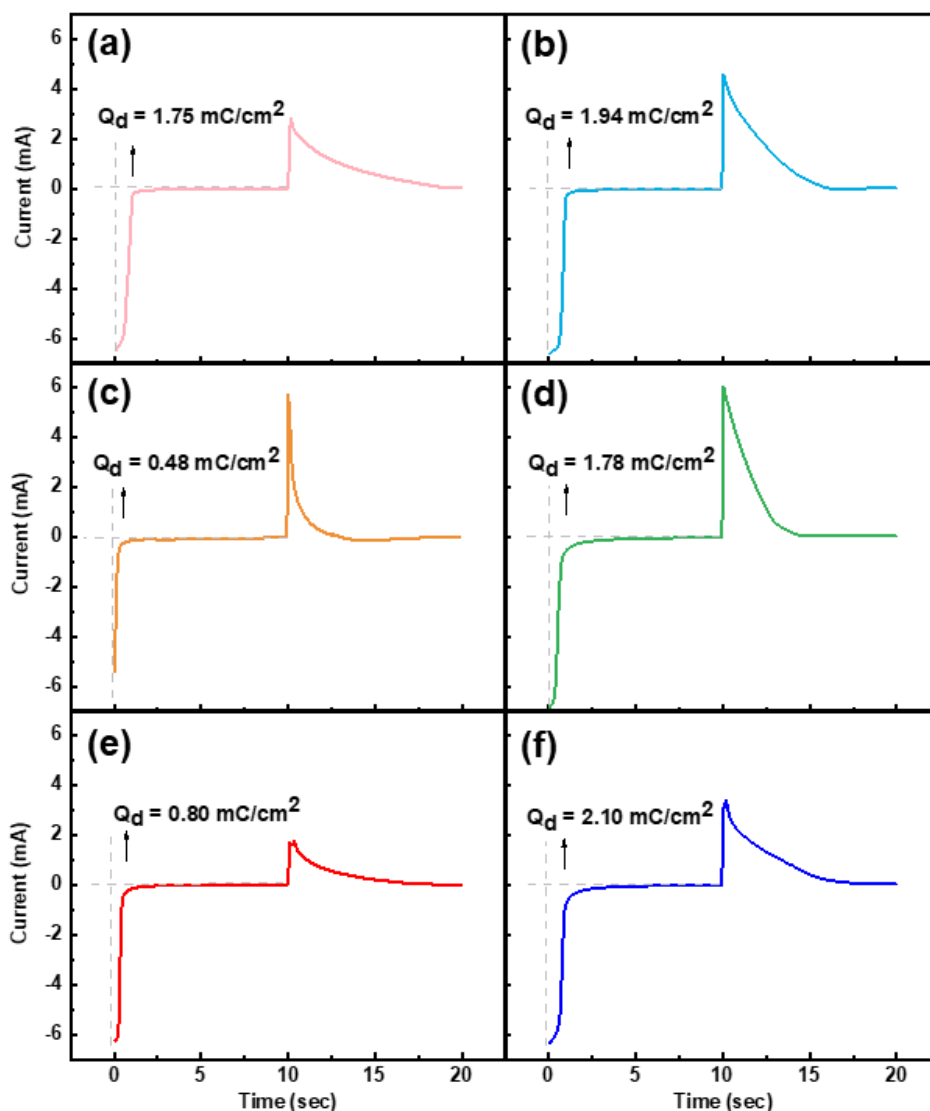 (a)
(b)
Q_d = 1.75 mC/cm²
Q_d = 1.94 mC/cm²
6
4
2
0
-2
-4
-6
Current (mA)
(c)
(d)
Q_d = 0.48 mC/cm²
Q_d = 1.78 mC/cm²
6
4
2
0
-2
-4
-6
Current (mA)
(e)
(f)
Q_d = 0.80 mC/cm²
Q_d = 2.10 mC/cm²
6
4
2
0
-2
-4
-6
Current (mA)
0 5 10 15 20 0 5 10 15 20
Time (sec) Time (sec)